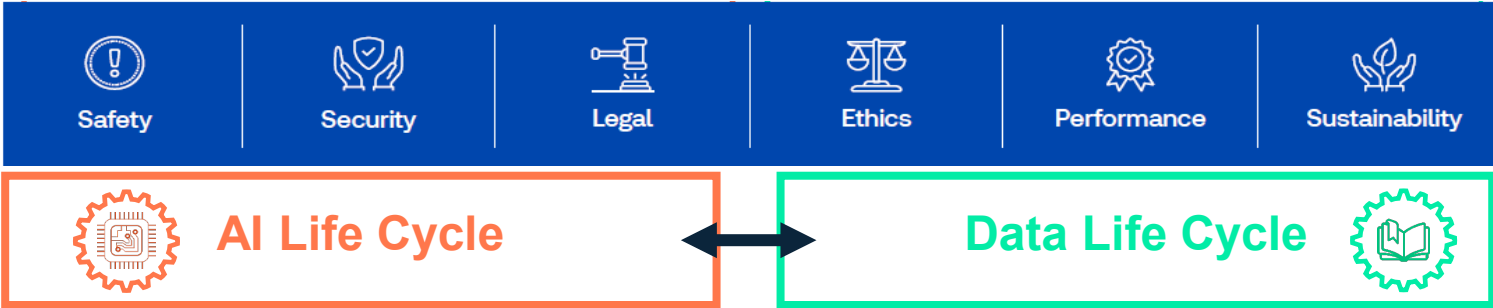 Safety
Security
Legal
Ethics
Performance
Sustainability
AI Life Cycle
Data Life Cycle